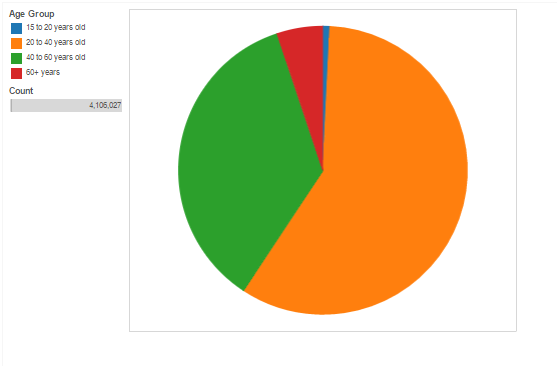 Age Group
15 to 20 years old
20 to 40 years old
40 to 60 years old
60+ years
Count
4,106,027